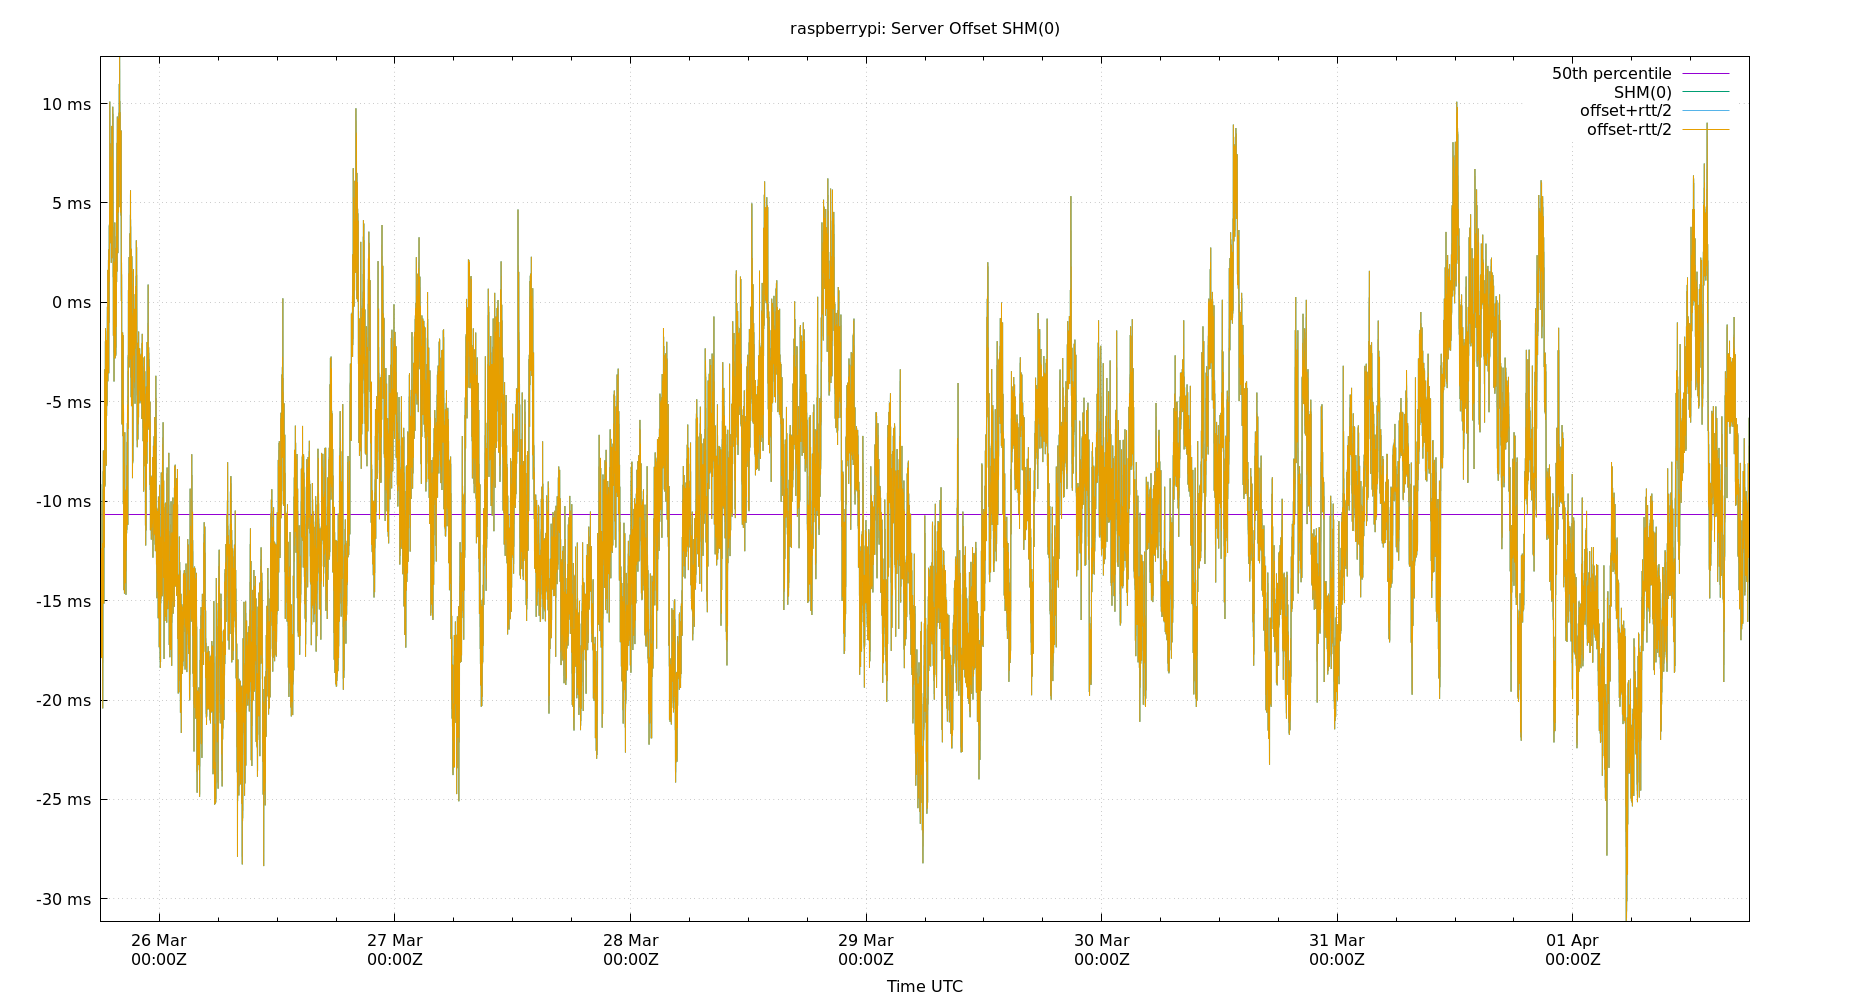 raspberrypi: Server Offset SHM(0)
50th percentile
SHM(0)
offset+rtt/2
offset-rtt/2
10 ms
5 ms
0 ms
-5 ms
-10 ms
-15 ms
-20 ms
-25 ms
-30 ms
26 Mar 27 Mar 28 Mar 29 Mar 30 Mar 31 Mar 01 Apr
00:00Z 00:00Z 00:00Z 00:00Z 00:00Z 00:00Z 00:00Z
Time UTC